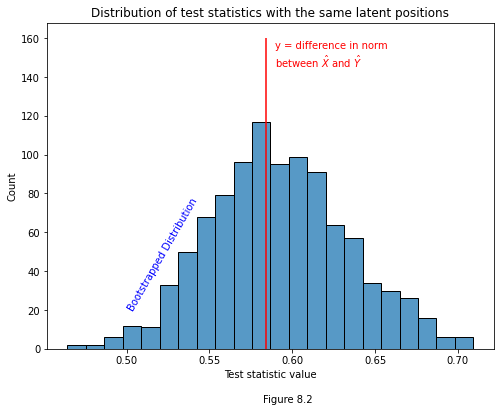 Distribution of test statistics with the same latent positions
160
140
120
100
80
60
40
20
0
Count
y = difference in norm
between X̂ and Ŷ
Bootstrapped Distribution
0.50 0.55 0.60 0.65 0.70
Test statistic value
Figure 8.2